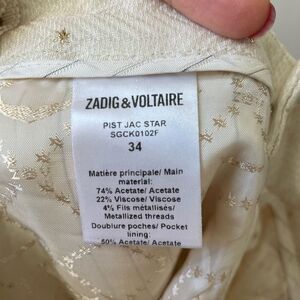 ZADIG & VOLTAIRE
PIST JAC STAR
SGCK0102F
34
Matière principale/ Main
material:
74% Acetate/ Acetate
22% Viscose/ Viscose
4% Fils métallisés/
Metallized threads
Doublure poches/ Pocket
lining:
60% Acetate/ Acetate